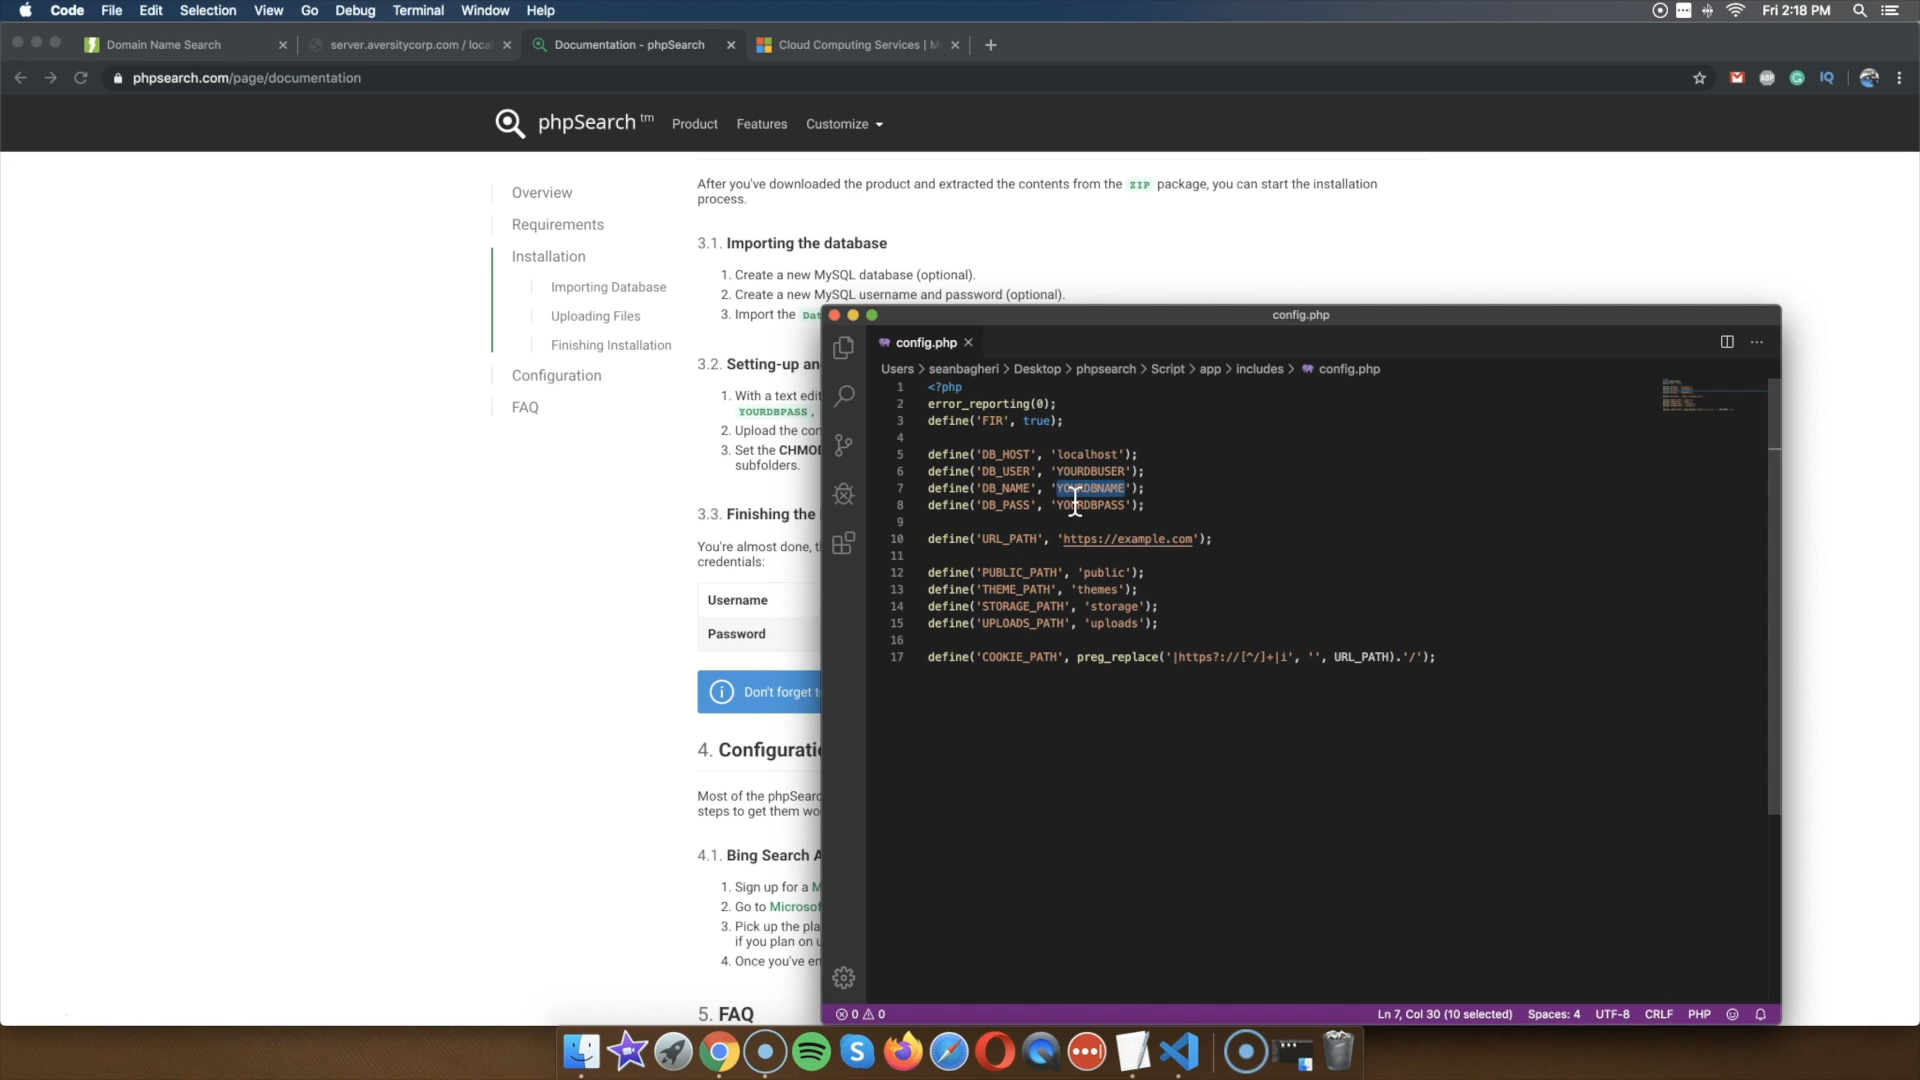 Code File Edit Selection View Go Debug Terminal Window Help Fri 2:18 PM
Domain Name Search server.aversitycorp.com / loca Documentation - phpSearch Cloud Computing Services | M
phpsearch.com/page/documentation ABP IQ
phpSearch tm Product Features Customize
Overview
Requirements
Installation
Importing Database
Uploading Files
Finishing Installation
Configuration
FAQ
After you've downloaded the product and extracted the contents from the ZIP package, you can start the installation
process.
3.1. Importing the database
1. Create a new MySQL database (optional).
2. Create a new MySQL username and password (optional).
3. Import the Dat
3.2. Setting-up an
1. With a text edit
YOURDBPASS ,
2. Upload the con
3. Set the CHMOD
subfolders.
3.3. Finishing the
You're almost done, t
credentials:
Username
Password
Don't forget t
4. Configuratio
Most of the phpSearc
steps to get them wo
4.1. Bing Search A
1. Sign up for a M
2. Go to Microsof
3. Pick up the pla
if you plan on u
4. Once you've en
5. FAQ
config.php
config.php
Users > seanbagheri > Desktop > phpsearch > Script > app > includes > config.php
1 <?php
2 error_reporting(0);
3 define('FIR', true);
4
5 define('DB_HOST', 'localhost');
6 define('DB_USER', 'YOURDBUSER');
7 define('DB_NAME', 'YOURDBNAME');
8 define('DB_PASS', 'YOURDBPASS');
9
10 define('URL_PATH', 'https://example.com');
11
12 define('PUBLIC_PATH', 'public');
13 define('THEME_PATH', 'themes');
14 define('STORAGE_PATH', 'storage');
15 define('UPLOADS_PATH', 'uploads');
16
17 define('COOKIE_PATH', preg_replace('|https?://[^/]+|i', '', URL_PATH).'/');
0 0 Ln 7, Col 30 (10 selected) Spaces: 4 UTF-8 CRLF PHP